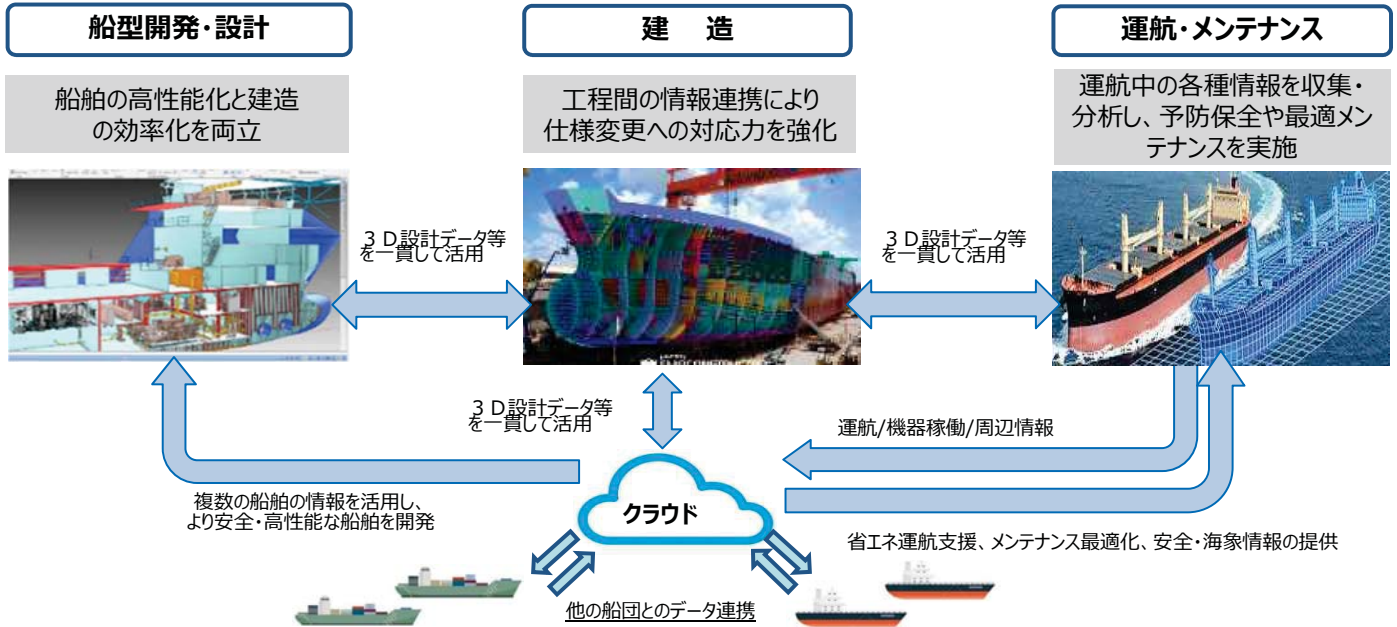 船型開発・設計
建 造
運航・メンテナンス
船舶の高性能化と建造
の効率化を両立
工程間の情報連携により
仕様変更への対応力を強化
運航中の各種情報を収集・
分析し、予防保全や最適メン
テナンスを実施
３Ｄ設計データ等
を一貫して活用
３Ｄ設計データ等
を一貫して活用
３Ｄ設計データ等
を一貫して活用
運航/機器稼働/周辺情報
複数の船舶の情報を活用し、
より安全・高性能な船舶を開発
クラウド
省エネ運航支援、メンテナンス最適化、安全・海象情報の提供
他の船団とのデータ連携